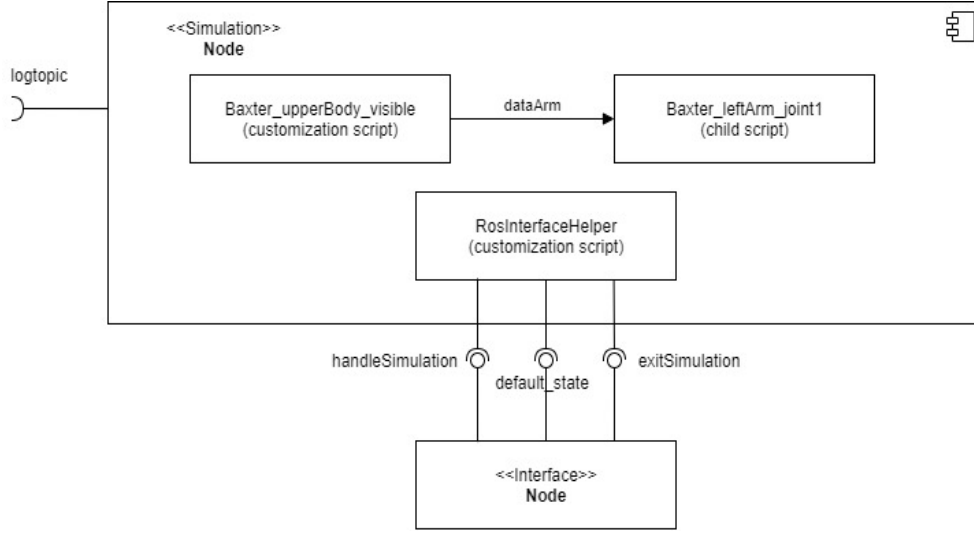 <<Simulation>>
Node
logtopic
Baxter_upperBody_visible
(customization script)
dataArm
Baxter_leftArm_joint1
(child script)
RosInterfaceHelper
(customization script)
handleSimulation
default_state
exitSimulation
<<Interface>>
Node